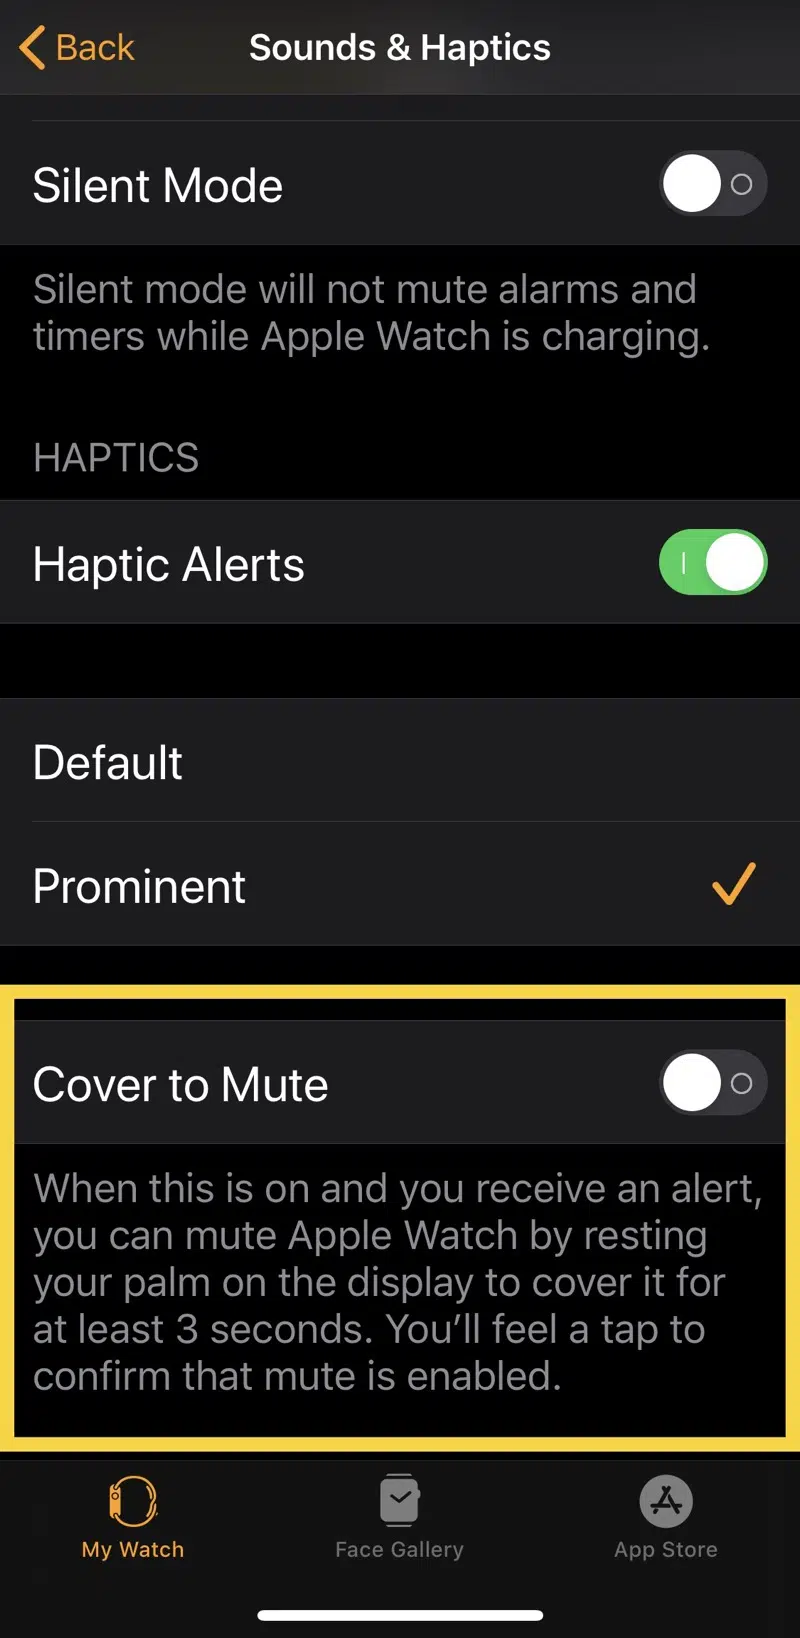 Back
Sounds & Haptics
Silent Mode
Silent mode will not mute alarms and
timers while Apple Watch is charging.
HAPTICS
Haptic Alerts
Default
Prominent
Cover to Mute
When this is on and you receive an alert,
you can mute Apple Watch by resting
your palm on the display to cover it for
at least 3 seconds. You’ll feel a tap to
confirm that mute is enabled.
My Watch
Face Gallery
App Store